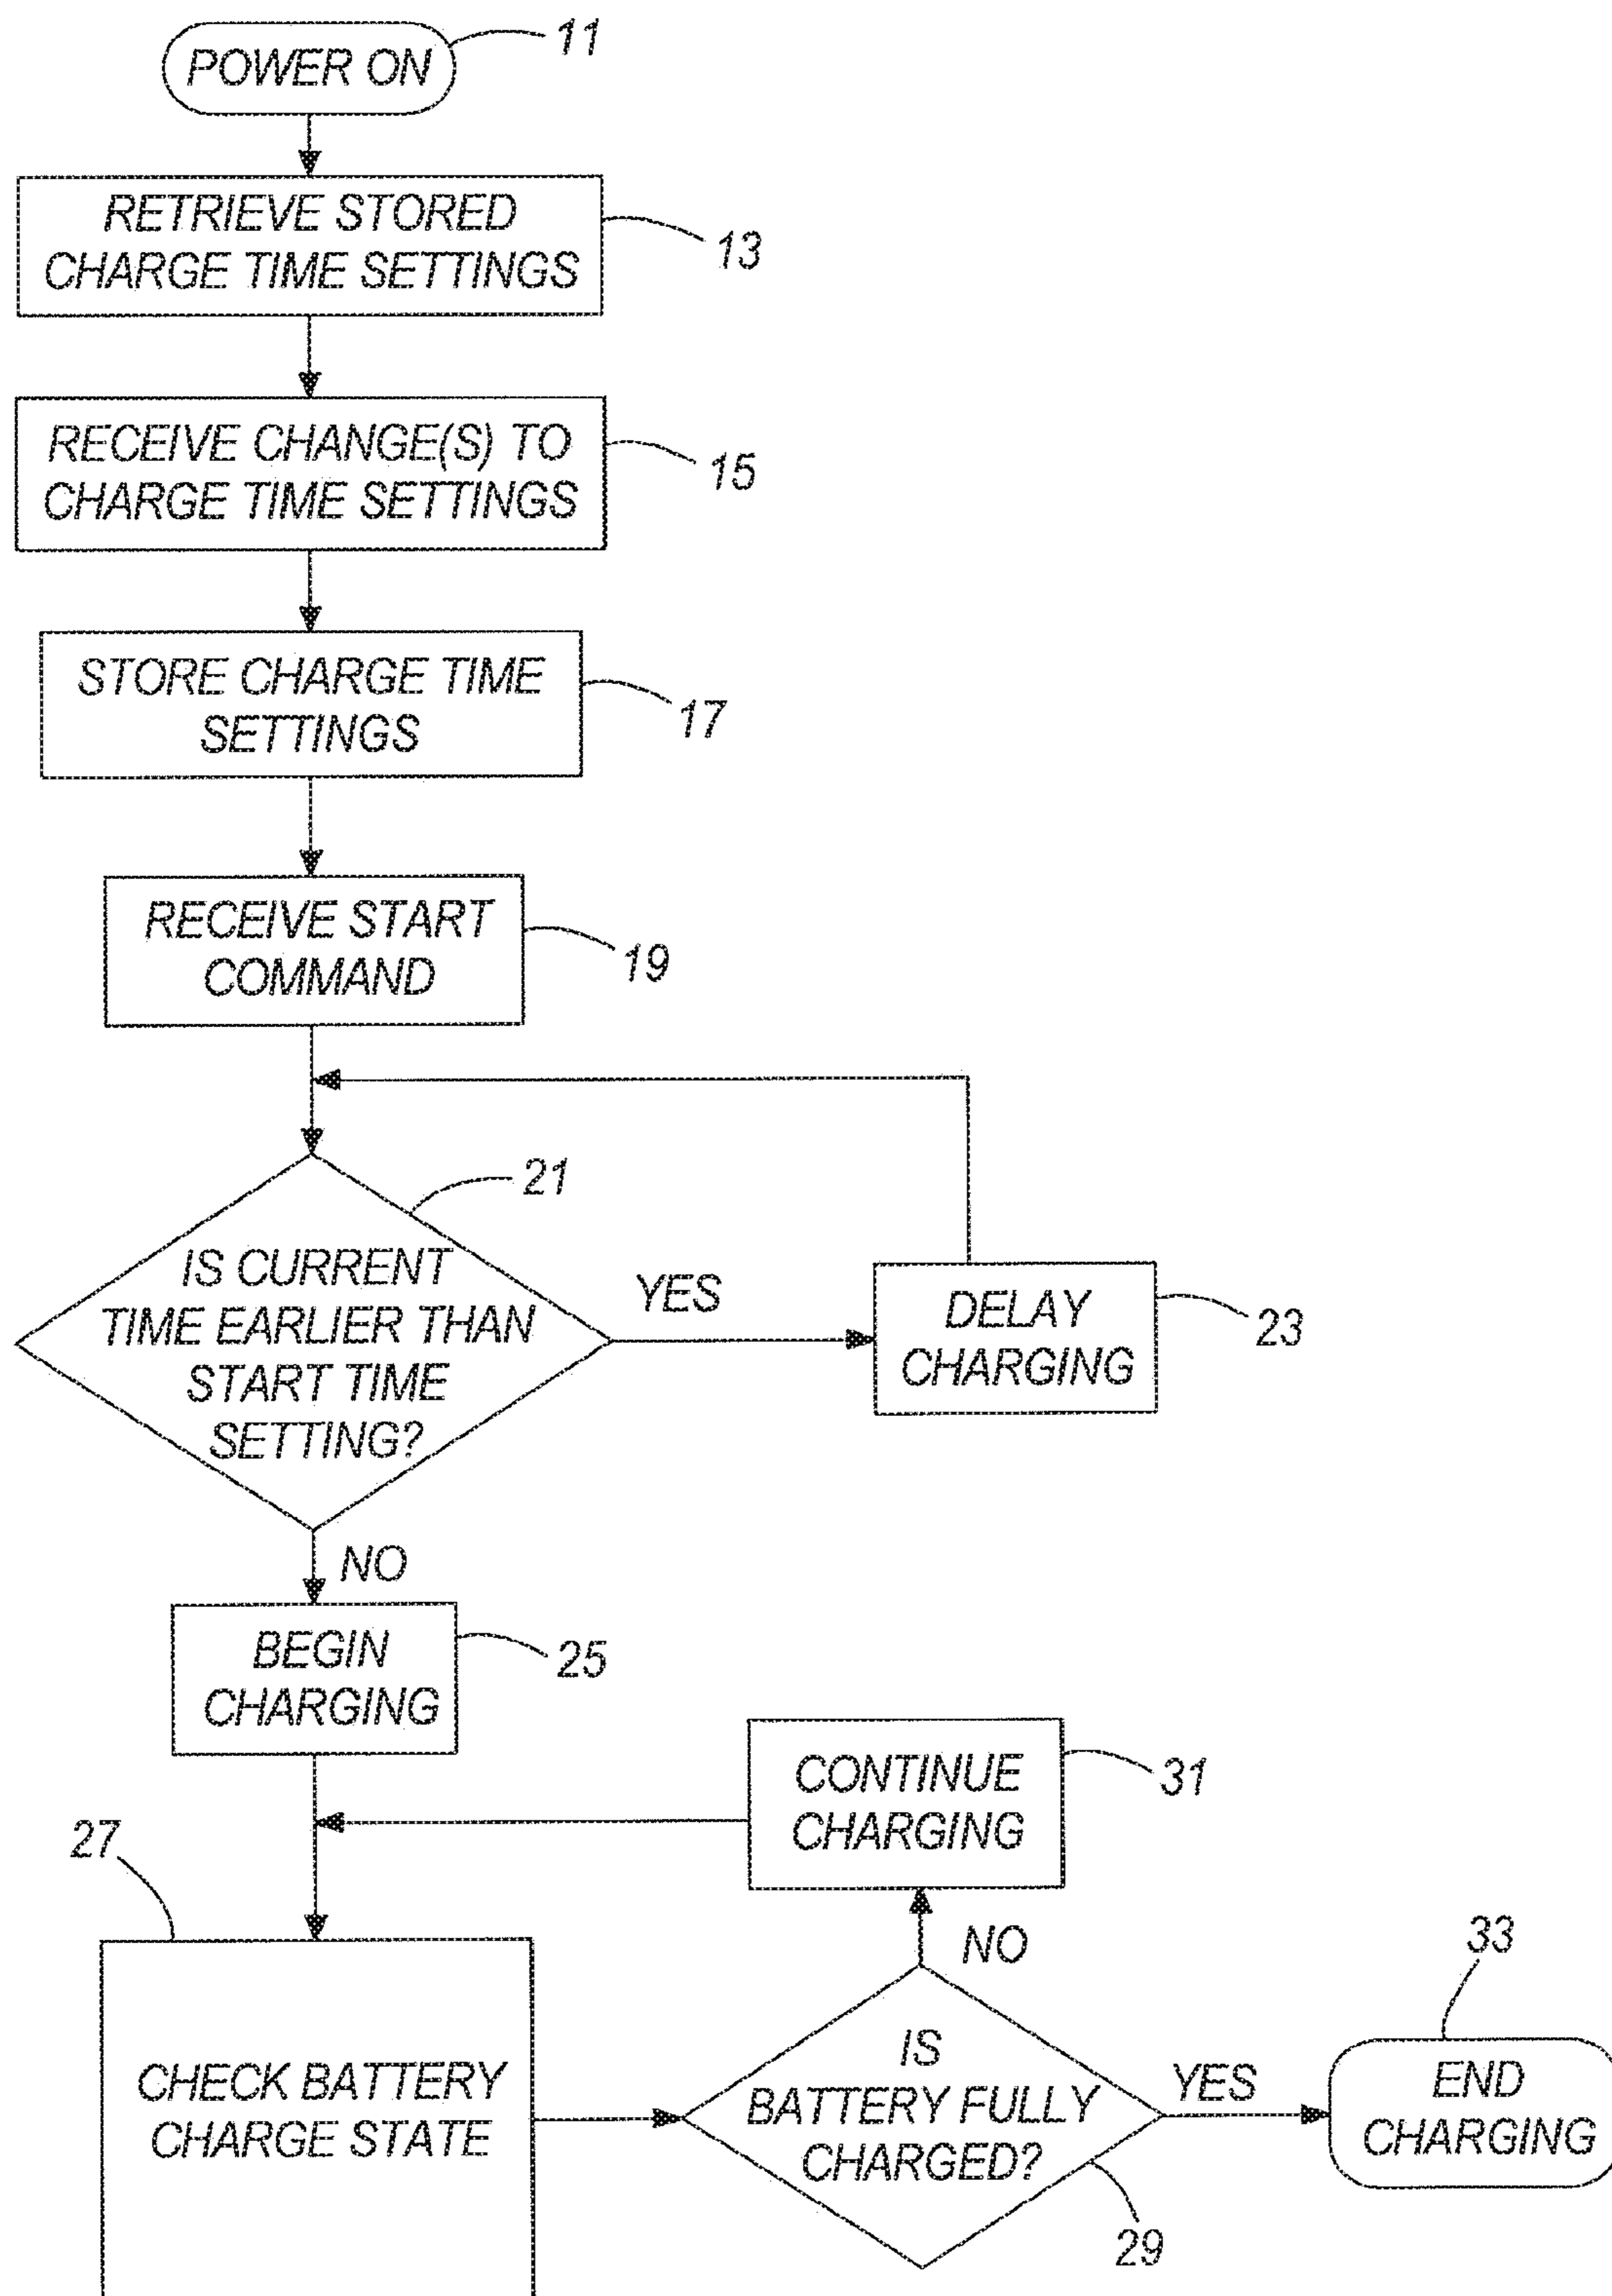 POWER ON
11
RETRIEVE STORED
CHARGE TIME SETTINGS
13
RECEIVE CHANGE(S) TO
CHARGE TIME SETTINGS
15
STORE CHARGE TIME
SETTINGS
17
RECEIVE START
COMMAND
19
21
IS CURRENT
TIME EARLIER THAN
START TIME
SETTING?
YES
DELAY
CHARGING
23
NO
BEGIN
CHARGING
25
CONTINUE
CHARGING
31
27
CHECK BATTERY
CHARGE STATE
NO
IS
BATTERY FULLY
CHARGED?
29
YES
33
END
CHARGING